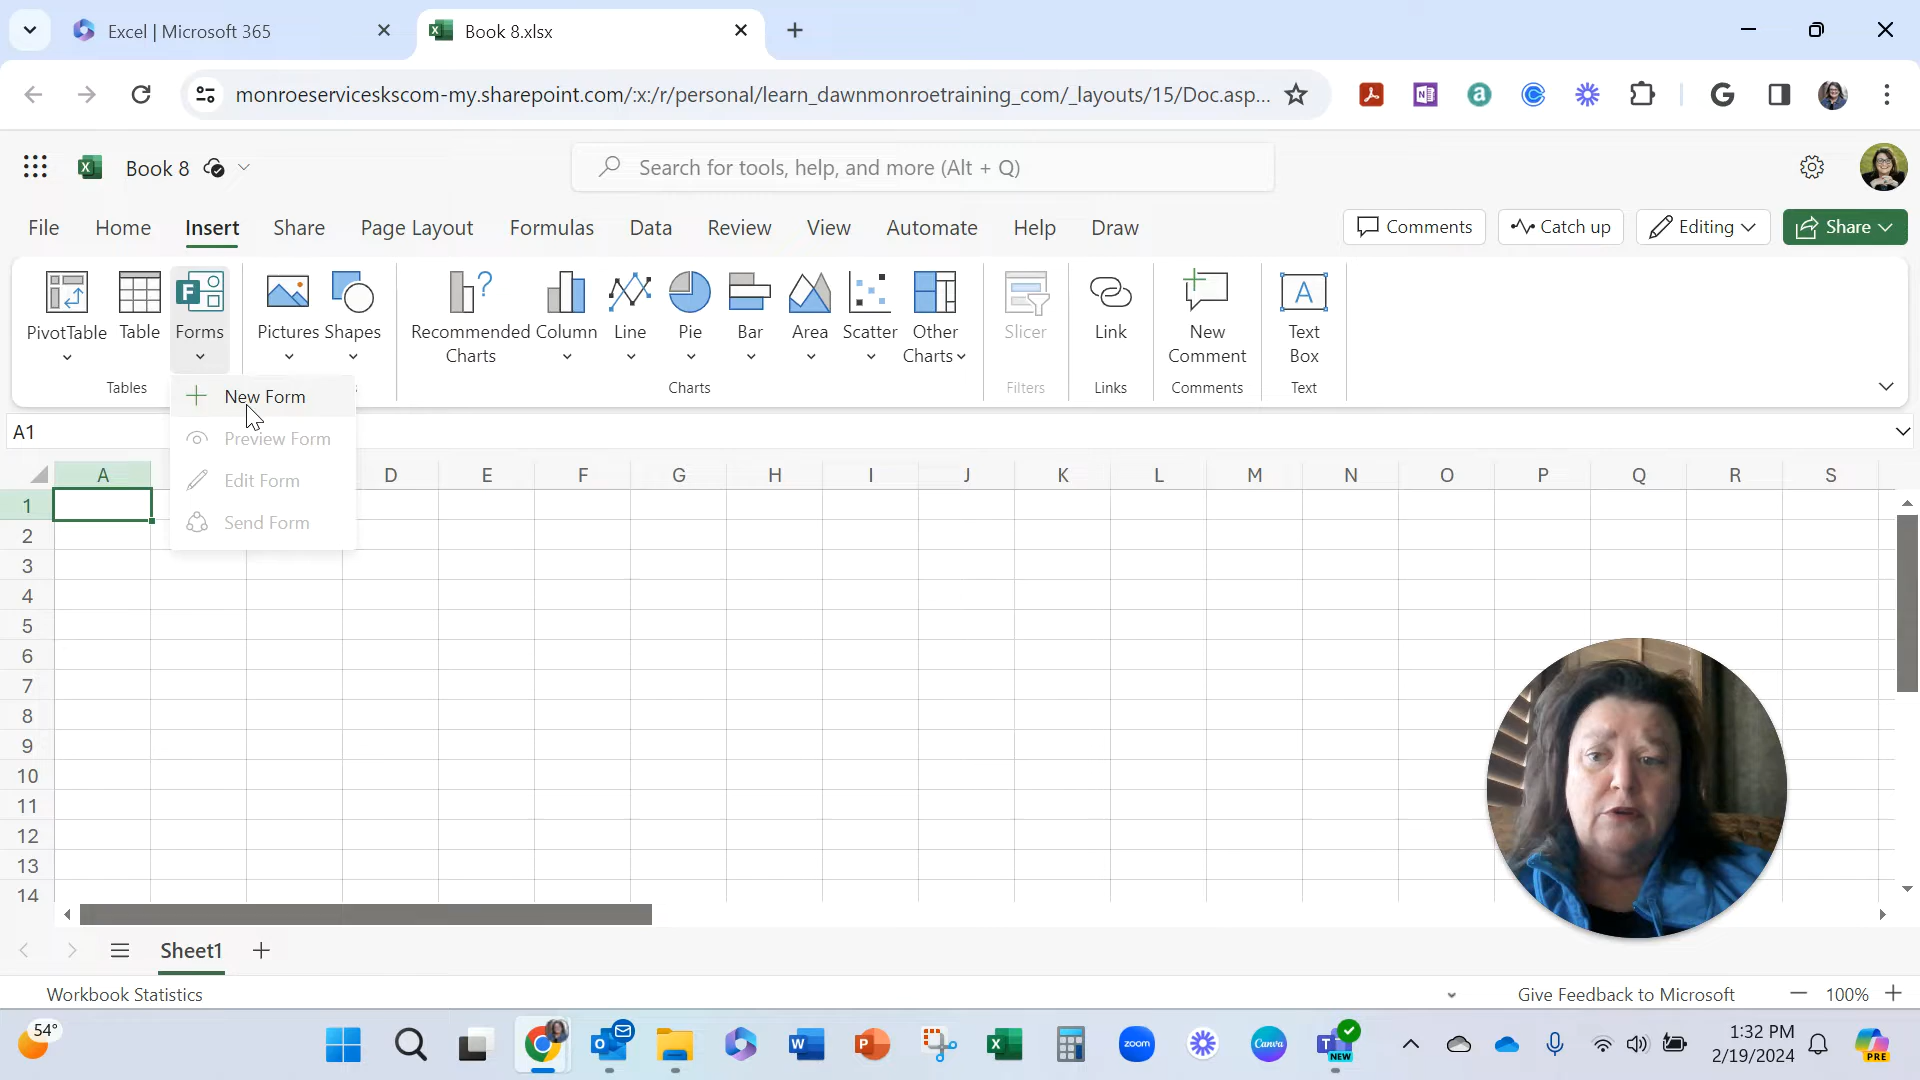 Excel | Microsoft 365
Book 8.xlsx
monroeserviceskscom-my.sharepoint.com/:x:/r/personal/learn_dawnmonroetraining_com/_layouts/15/Doc.asp...
Book 8
Search for tools, help, and more (Alt + Q)
File Home Insert Share Page Layout Formulas Data Review View Automate Help Draw
Comments Catch up Editing Share
PivotTable Table Forms Pictures Shapes Recommended Charts Column Line Pie Bar Area Scatter Other Charts Slicer Link New Comment Text Box
Tables Charts Filters Links Comments Text
New Form
Preview Form
Edit Form
Send Form
A1
A D E F G H I J K L M N O P Q R S
1
2
3
4
5
6
7
8
9
10
11
12
13
14
Sheet1
Workbook Statistics
Give Feedback to Microsoft
100%
54°
zoom
Canva
NEW
1:32 PM
2/19/2024
PRE